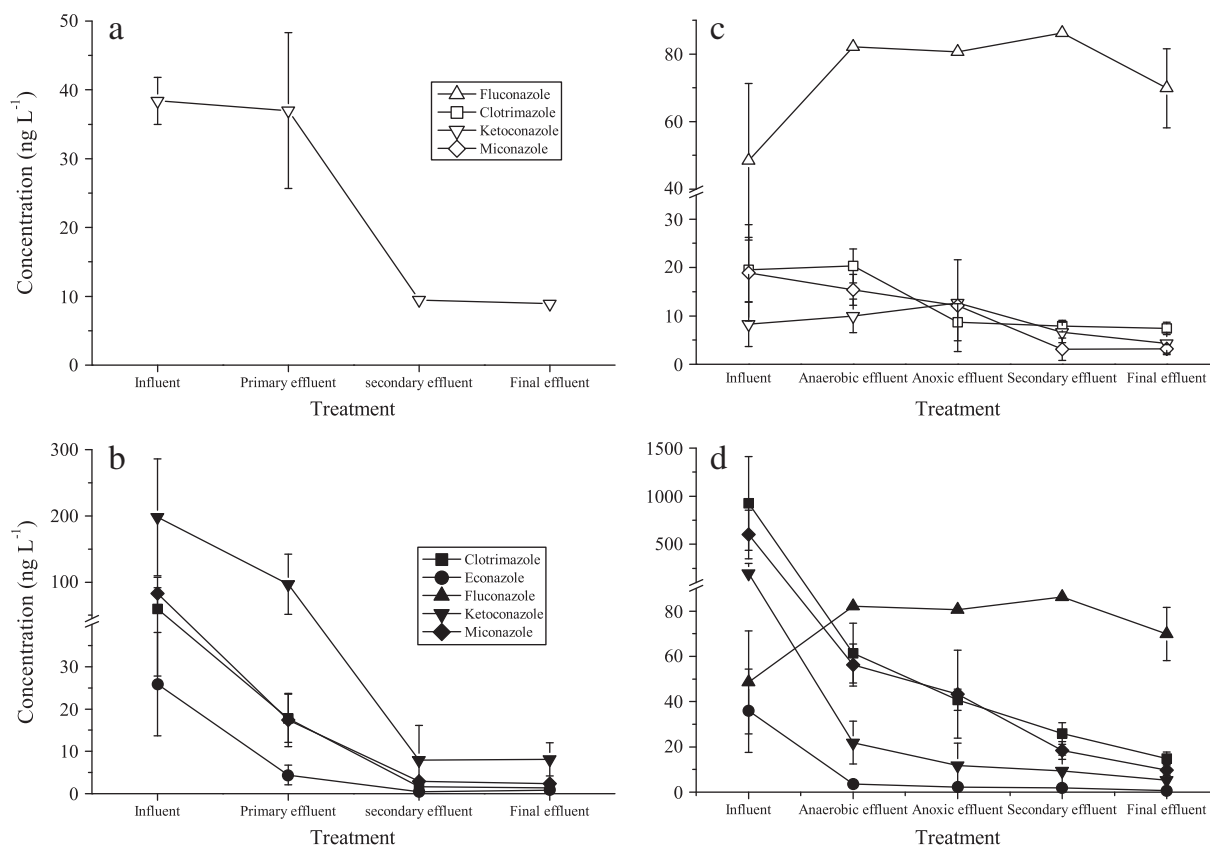 a
50
40
30
20
10
0
Concentration (ng L⁻¹)
Fluconazole
Clotrimazole
Ketoconazole
Miconazole
Influent
Primary effluent
secondary effluent
Final effluent
Treatment
c
80
60
40
30
20
10
0
Influent
Anaerobic effluent
Anoxic effluent
Secondary effluent
Final effluent
Treatment
b
300
200
100
30
20
10
0
Concentration (ng L⁻¹)
Clotrimazole
Econazole
Fluconazole
Ketoconazole
Miconazole
Influent
Primary effluent
secondary effluent
Final effluent
Treatment
d
1500
1000
500
80
60
40
20
0
Influent
Anaerobic effluent
Anoxic effluent
Secondary effluent
Final effluent
Treatment